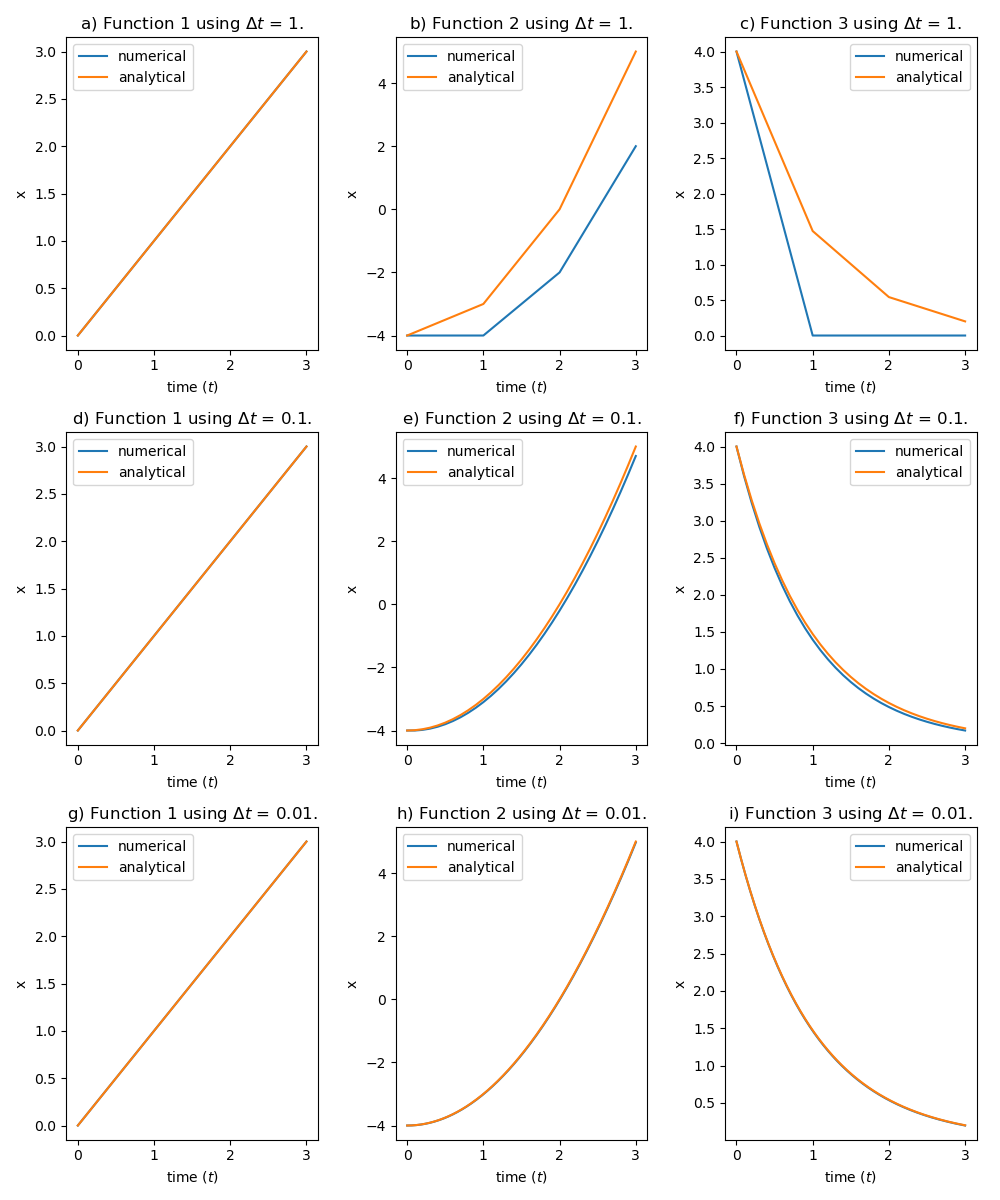 a) Function 1 using Δt = 1.
numerical
analytical
3.0
2.5
2.0
1.5
1.0
0.5
0.0
x
0 1 2 3
time (t)
b) Function 2 using Δt = 1.
numerical
analytical
4
2
0
−2
−4
x
0 1 2 3
time (t)
c) Function 3 using Δt = 1.
numerical
analytical
4.0
3.5
3.0
2.5
2.0
1.5
1.0
0.5
0.0
x
0 1 2 3
time (t)
d) Function 1 using Δt = 0.1.
numerical
analytical
3.0
2.5
2.0
1.5
1.0
0.5
0.0
x
0 1 2 3
time (t)
e) Function 2 using Δt = 0.1.
numerical
analytical
4
2
0
−2
−4
x
0 1 2 3
time (t)
f) Function 3 using Δt = 0.1.
numerical
analytical
4.0
3.5
3.0
2.5
2.0
1.5
1.0
0.5
0.0
x
0 1 2 3
time (t)
g) Function 1 using Δt = 0.01.
numerical
analytical
3.0
2.5
2.0
1.5
1.0
0.5
0.0
x
0 1 2 3
time (t)
h) Function 2 using Δt = 0.01.
numerical
analytical
4
2
0
−2
−4
x
0 1 2 3
time (t)
i) Function 3 using Δt = 0.01.
numerical
analytical
4.0
3.5
3.0
2.5
2.0
1.5
1.0
0.5
x
0 1 2 3
time (t)